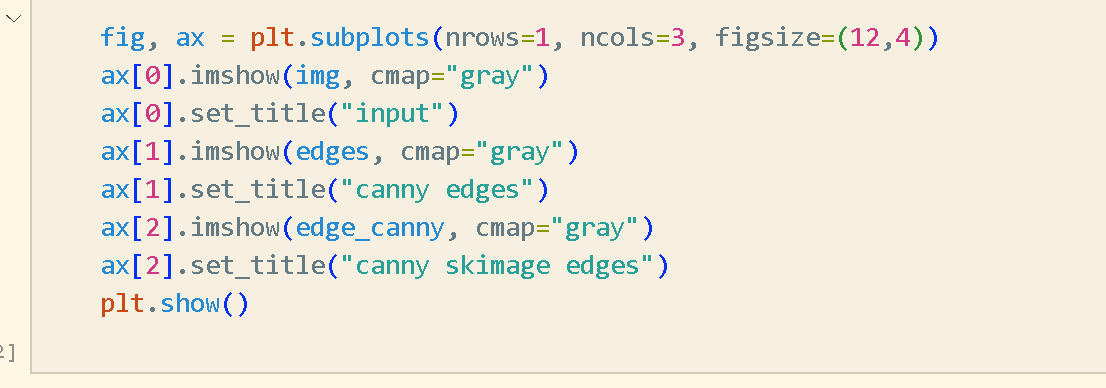 fig, ax = plt.subplots(nrows=1, ncols=3, figsize=(12,4))
ax[0].imshow(img, cmap="gray")
ax[0].set_title("input")
ax[1].imshow(edges, cmap="gray")
ax[1].set_title("canny edges")
ax[2].imshow(edge_canny, cmap="gray")
ax[2].set_title("canny skimage edges")
plt.show()
2]